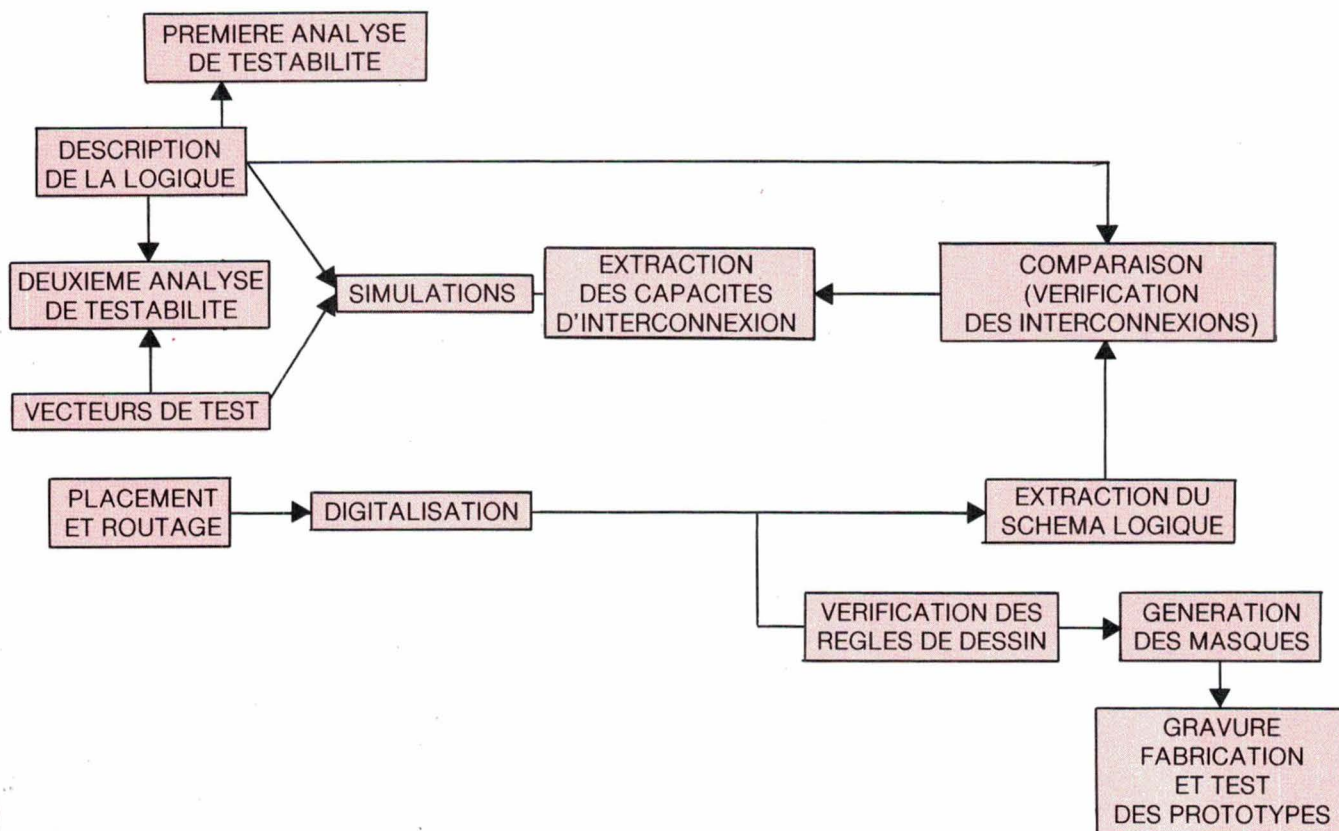 PREMIERE ANALYSE
DE TESTABILITE
DESCRIPTION
DE LA LOGIQUE
DEUXIEME ANALYSE
DE TESTABILITE
SIMULATIONS
EXTRACTION
DES CAPACITES
D'INTERCONNEXION
COMPARAISON
(VERIFICATION
DES INTERCONNEXIONS)
VECTEURS DE TEST
PLACEMENT
ET ROUTAGE
DIGITALISATION
EXTRACTION DU
SCHEMA LOGIQUE
VERIFICATION DES
REGLES DE DESSIN
GENERATION
DES MASQUES
GRAVURE
FABRICATION
ET TEST
DES PROTOTYPES